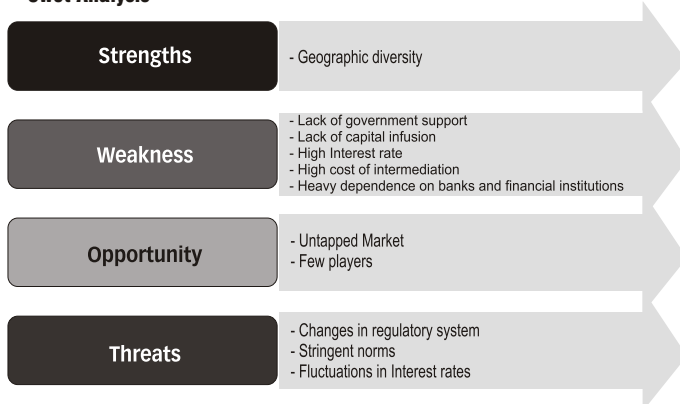 Swot Analysis
Strengths
- Geographic diversity
Weakness
- Lack of government support
- Lack of capital infusion
- High Interest rate
- High cost of intermediation
- Heavy dependence on banks and financial institutions
Opportunity
- Untapped Market
- Few players
Threats
- Changes in regulatory system
- Stringent norms
- Fluctuations in Interest rates